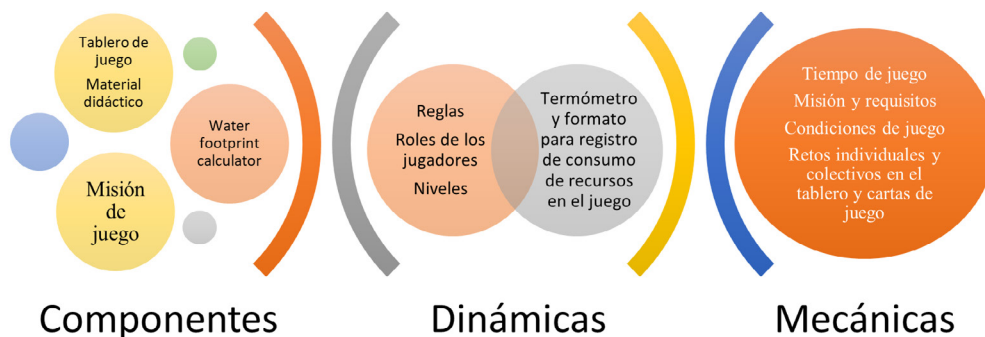 Tablero de
juego
Material
didáctico
Water
footprint
calculator
Misión
de
juego
Componentes
Reglas
Roles de los
jugadores
Niveles
Termómetro
y formato
para registro
de consumo
de recursos
en el juego
Dinámicas
Tiempo de juego
Misión y requisitos
Condiciones de juego
Retos individuales y
colectivos en el
tablero y cartas de
juego
Mecánicas